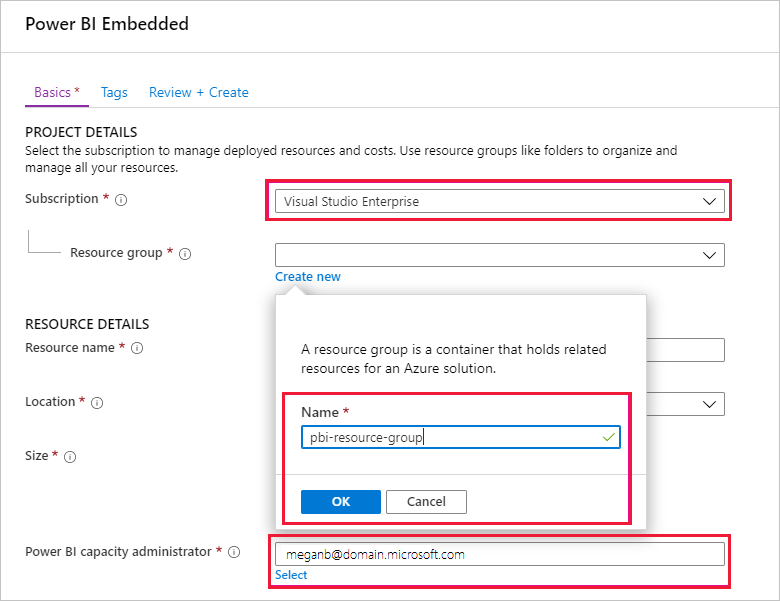 Power BI Embedded
Basics *
Tags
Review + Create
PROJECT DETAILS
Select the subscription to manage deployed resources and costs. Use resource groups like folders to organize and
manage all your resources.
Subscription *
Visual Studio Enterprise
Resource group *
Create new
A resource group is a container that holds related
resources for an Azure solution.
Name *
pbi-resource-group
OK
Cancel
RESOURCE DETAILS
Resource name *
Location *
Size *
Power BI capacity administrator *
meganb@domain.microsoft.com
Select